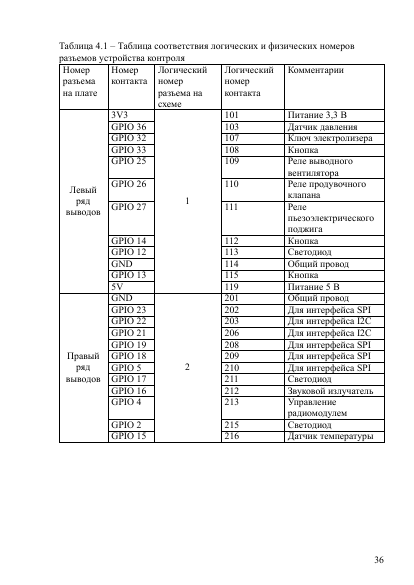 Таблица 4.1 – Таблица соответствия логических и физических номеров
разъемов устройства контроля
Номер разъема на плате | Номер контакта | Логический номер разъема на схеме | Логический номер контакта | Комментарии
Левый ряд выводов | 3V3 | 1 | 101 | Питание 3,3 В
GPIO 36 | 103 | Датчик давления
GPIO 32 | 107 | Ключ электролизера
GPIO 33 | 108 | Кнопка
GPIO 25 | 109 | Реле выводного вентилятора
GPIO 26 | 110 | Реле продувочного клапана
GPIO 27 | 111 | Реле пьезоэлектрического поджига
GPIO 14 | 112 | Кнопка
GPIO 12 | 113 | Светодиод
GND | 114 | Общий провод
GPIO 13 | 115 | Кнопка
5V | 119 | Питание 5 В
Правый ряд выводов | GND | 2 | 201 | Общий провод
GPIO 23 | 202 | Для интерфейса SPI
GPIO 22 | 203 | Для интерфейса I2C
GPIO 21 | 206 | Для интерфейса I2C
GPIO 19 | 208 | Для интерфейса SPI
GPIO 18 | 209 | Для интерфейса SPI
GPIO 5 | 210 | Для интерфейса SPI
GPIO 17 | 211 | Светодиод
GPIO 16 | 212 | Звуковой излучатель
GPIO 4 | 213 | Управление радиомодулем
GPIO 2 | 215 | Светодиод
GPIO 15 | 216 | Датчик температуры
36